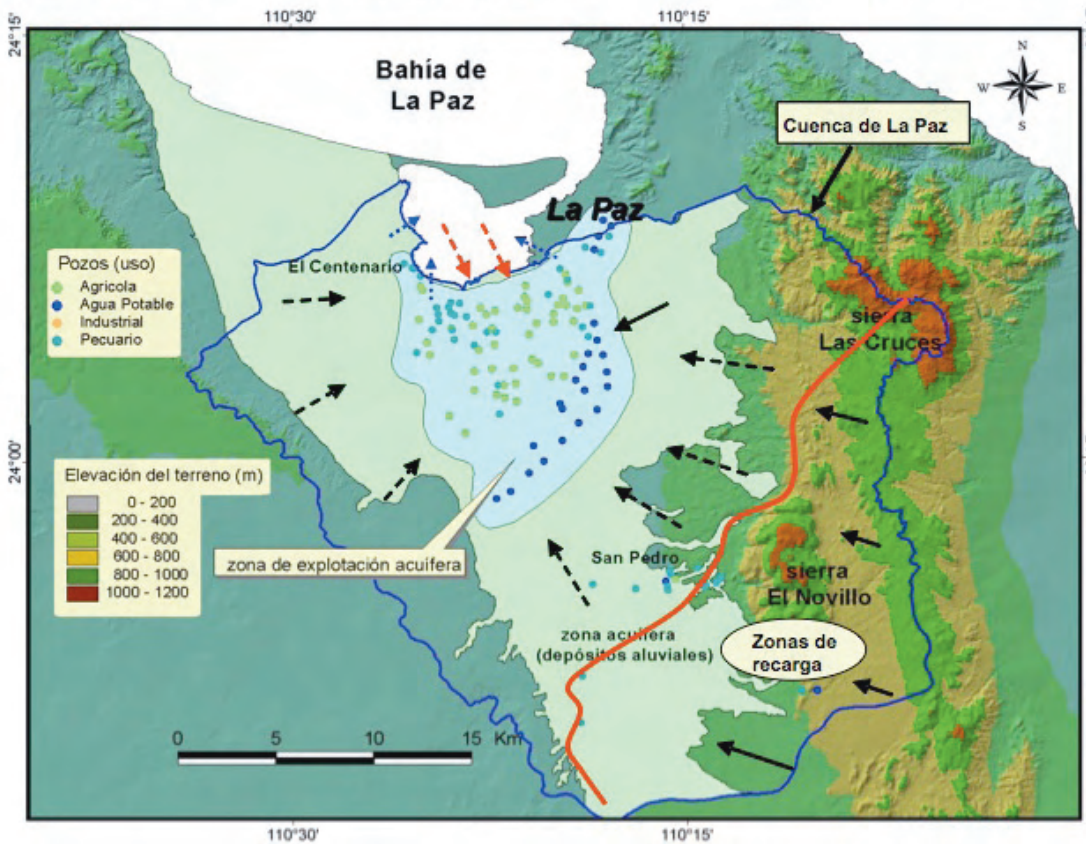 110°30'
110°15'
24°15'
Bahía de
La Paz
N
W
E
S
Cuenca de La Paz
La Paz
Pozos (uso)
Agricola
Agua Potable
Industrial
Pecuario
El Centenario
sierra
Las Cruces
24°00'
Elevación del terreno (m)
0 - 200
200 - 400
400 - 600
600 - 800
800 - 1000
1000 - 1200
zona de explotación acuifera
San Pedro
sierra
El Novillo
zona acuifera
(depósitos aluviales)
Zonas de
recarga
0
5
10
15
Km
110°30'
110°15'